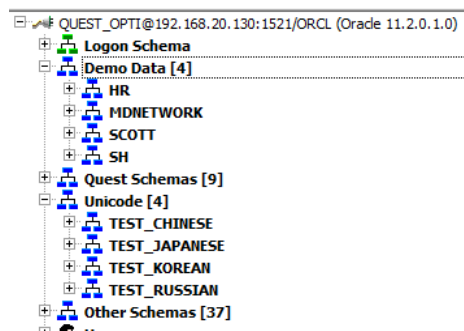 QUEST_OPTI@192.168.20.130:1521/ORCL (Oracle 11.2.0.1.0)
Logon Schema
Demo Data [4]
HR
MDNETWORK
SCOTT
SH
Quest Schemas [9]
Unicode [4]
TEST_CHINESE
TEST_JAPANESE
TEST_KOREAN
TEST_RUSSIAN
Other Schemas [37]